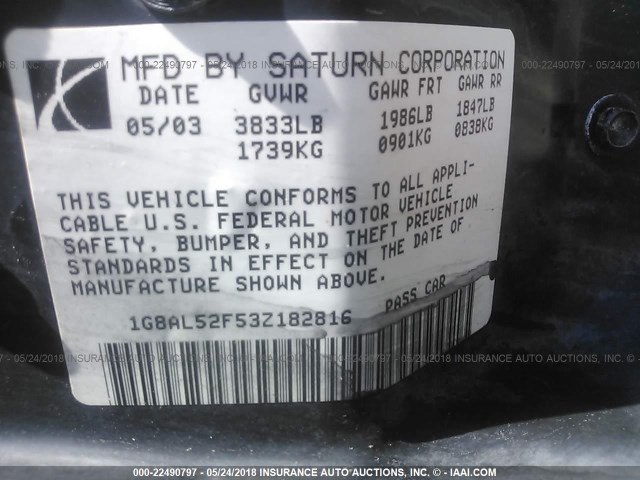 MFD BY SATURN CORPORATION
DATE GVWR GAWR FRT GAWR RR
05/03 3833LB 1986LB 1847LB
1739KG 0901KG 0838KG
THIS VEHICLE CONFORMS TO ALL APPLI-
CABLE U.S. FEDERAL MOTOR VEHICLE
SAFETY, BUMPER, AND THEFT PREVENTION
STANDARDS IN EFFECT ON THE DATE OF
MANUFACTURE SHOWN ABOVE.
PASS CAR
1G8AL52F53Z182816
000-22490797 - 05/24/2018 INSURANCE AUTO AUCTIONS, INC. - © - IAAI.COM